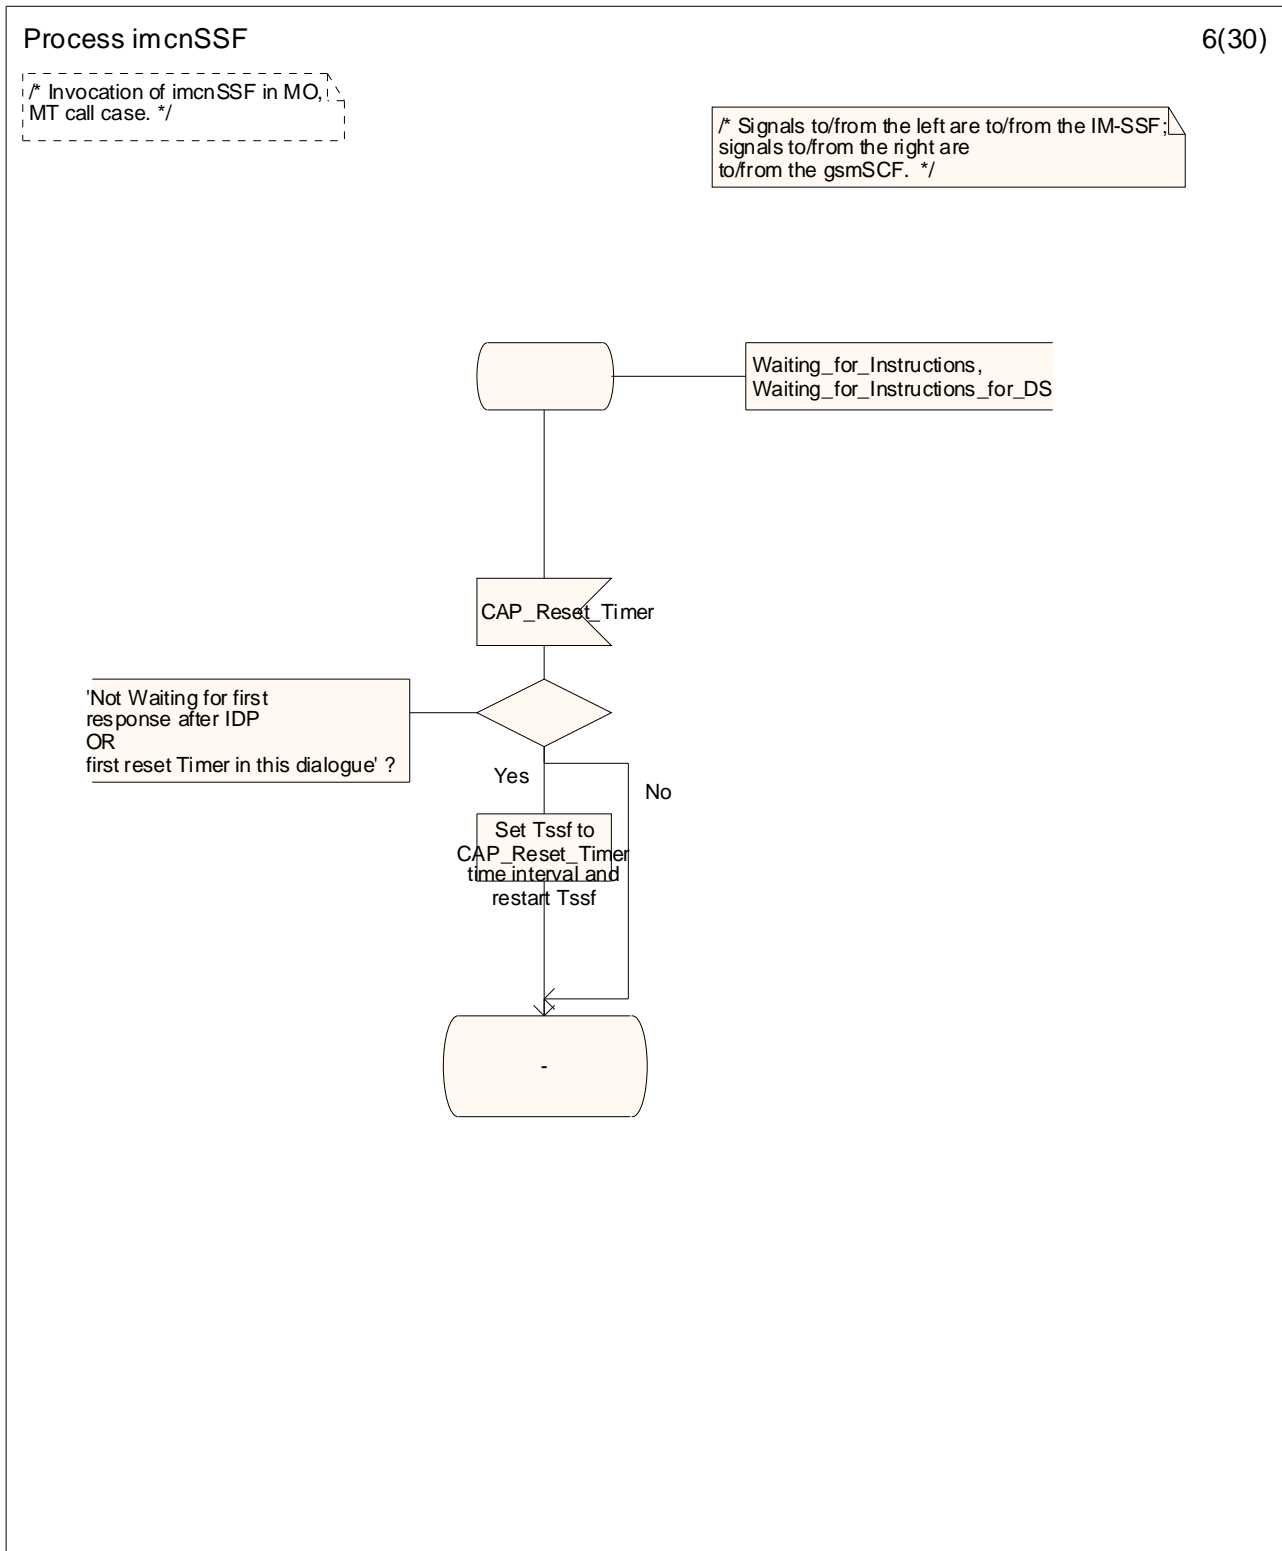 Process imcnSSF
6(30)
/* Invocation of imcnSSF in MO,
MT call case. */
/* Signals to/from the left are to/from the IM-SSF;
signals to/from the right are
to/from the gsmSCF.  */
Waiting_for_Instructions,
Waiting_for_Instructions_for_DS
CAP_Reset_Timer
'Not Waiting for first
response after IDP
OR
first reset Timer in this dialogue' ?
Yes
No
Set Tssf to
CAP_Reset_Timer
time interval and
restart Tssf
-